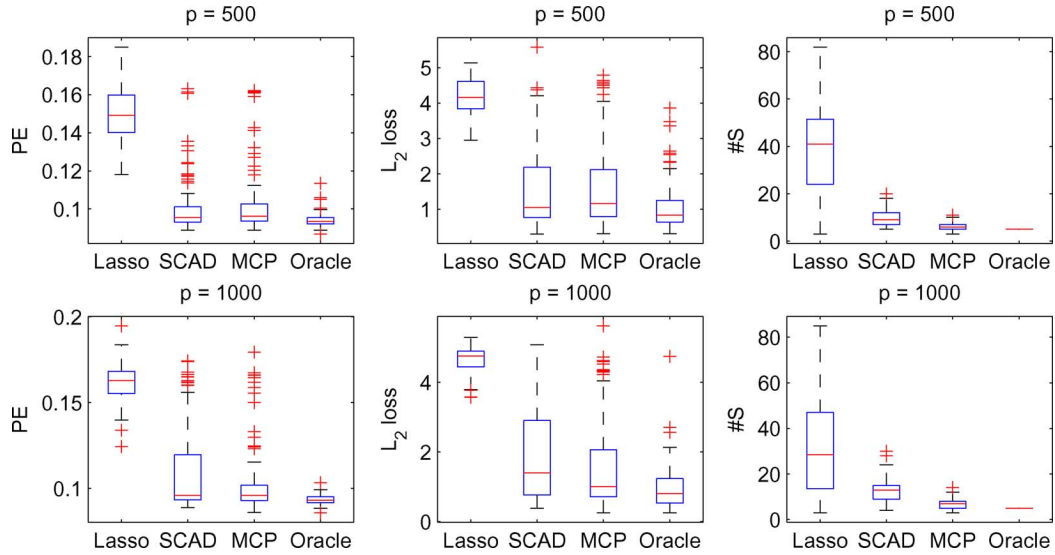 p = 500
p = 500
p = 500
PE
0.18
0.16
0.14
0.12
0.1
Lasso SCAD MCP Oracle
L2 loss
5
4
3
2
1
Lasso SCAD MCP Oracle
#S
80
60
40
20
0
Lasso SCAD MCP Oracle
p = 1000
p = 1000
p = 1000
PE
0.2
0.15
0.1
Lasso SCAD MCP Oracle
L2 loss
4
2
0
Lasso SCAD MCP Oracle
#S
80
60
40
20
0
Lasso SCAD MCP Oracle